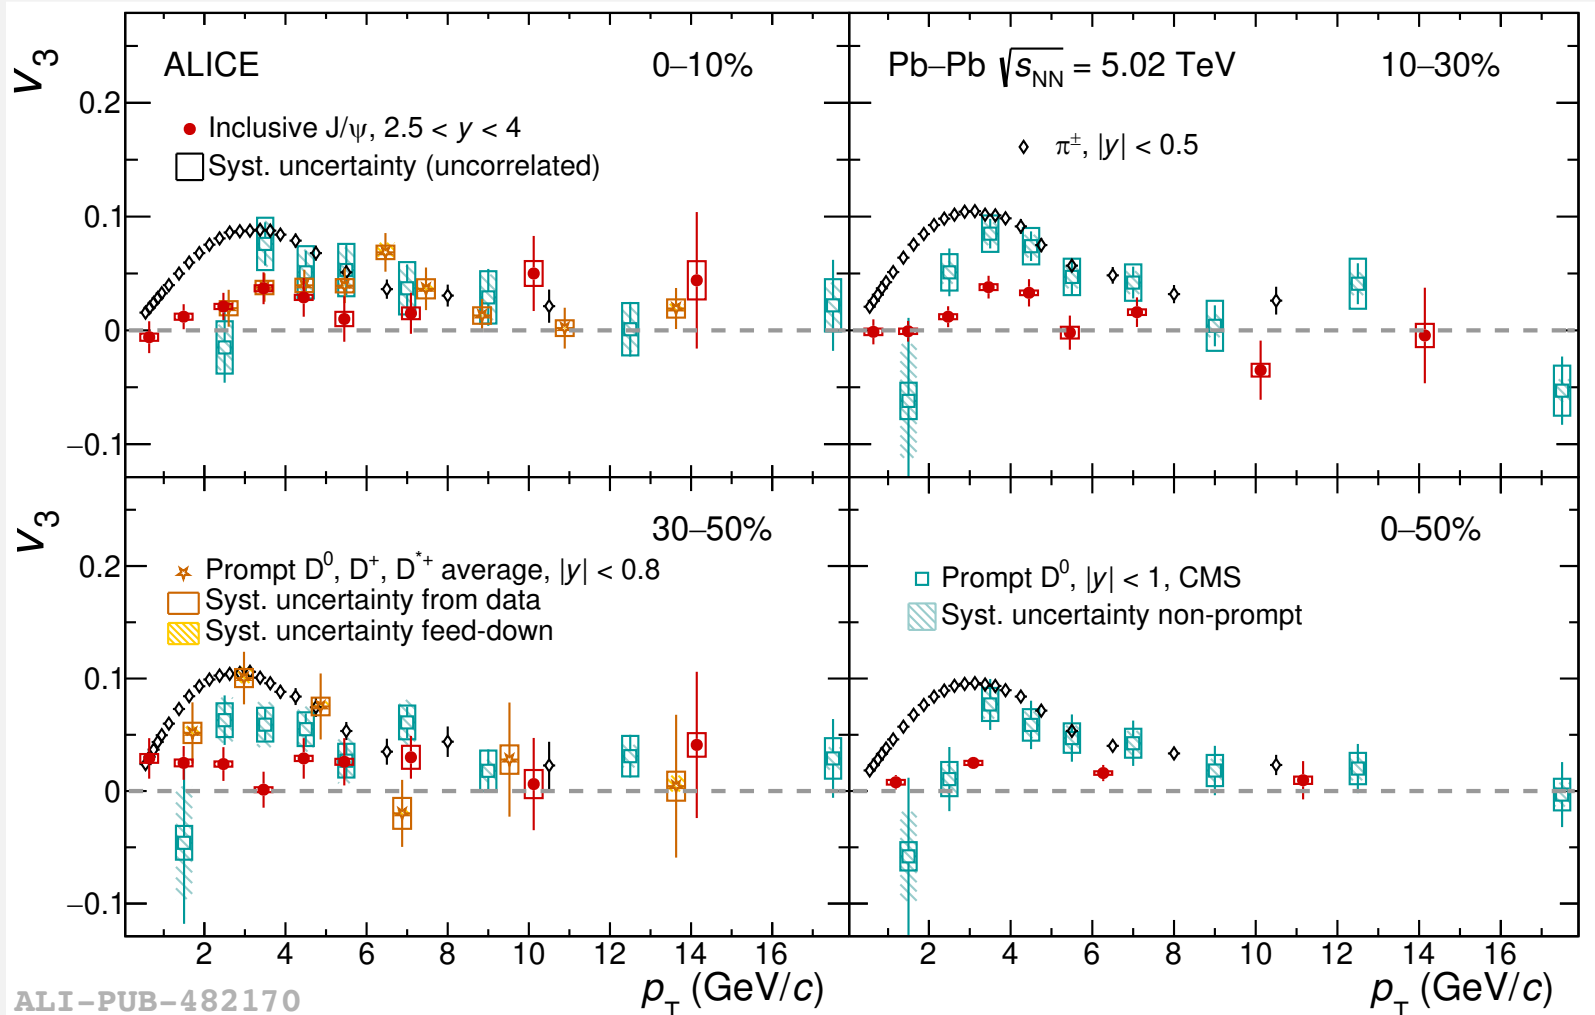 ALICE
0–10%
Inclusive J/ψ, 2.5 < y < 4
Syst. uncertainty (uncorrelated)
v3
0.2
0.1
0
−0.1
Pb–Pb √sNN = 5.02 TeV
10–30%
π±, |y| < 0.5
30–50%
Prompt D0, D+, D*+ average, |y| < 0.8
Syst. uncertainty from data
Syst. uncertainty feed-down
v3
0.2
0.1
0
−0.1
0–50%
Prompt D0, |y| < 1, CMS
Syst. uncertainty non-prompt
2 4 6 8 10 12 14 16
2 4 6 8 10 12 14 16
pT (GeV/c)
pT (GeV/c)
ALI-PUB-482170